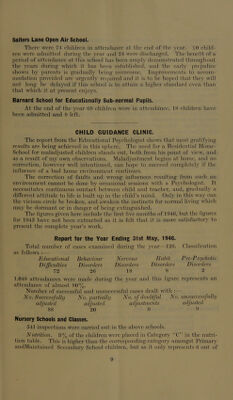 Salters Lane Open Air School.
There were 74 children in attendance at the end of the year. 40 child-
ren were admitted during the year and 24 were discharged. The benefit of a
period of attendance at this school has been amply demonstrated throughout
the years during which it has been established, and the early prejudice
shown by parents is gradually being overcome. Improvements to accom-
modation provided are urgently required and it is to be hoped that they will
not long be delayed if this school is to attain a higher standard even than
that which it at present enjoys.
Barnard School for Educationally Sub-normal Pupils.
At the end of the year 69 children were in attendance. 18 children have
been admitted and 8 left.
CHILD GUIDANCE CLINIC.
The report from the Educational Psychologist shows that most gratifying
results are being achieved in this sphere. The need for a Residential Home-
School for maladjusted children stands out, both from his point of view, and
as a result of my own observations. Maladjustment begins at home, and no
correction, however well intentioned, can hope to succeed completely if the
influence of a bad home environment continues.
The correction of faults and wrong influences resulting from such an
environment cannot be done by occasional sessions with a Psychologist. It
necessitates continuous contact between child and teacher, and, gradually a
different attitude to life is built up in the child's mind. Only in this way can
the vicious circle be broken, and awaken the instincts for normal living which
may be dormant or in danger of being extinguished.
The figures given here include the first five months of 1946, but the figures
for 1945 have not been extracted as it is felt that it is more satisfactory to
present the complete year's work.
Report for the Year Ending 31st May, 1946.
Total number of cases examined during the year Classification
as follows :—
Educational Behaviour Nervous Habit Pre-Psychotic
Difficulties Disorders Disorders Disorders Disorders
72 26 18 8 2
1,048 attendances were made during the year and this figure represents an
attendance of almost 90%.
Number of successful and unsuccessful cases dealt with :—
No. Successfully No. partially No. of doubtful No. unsuccessfully
adjusted adjusted adjustments adjusted
88 20 9 9
Nursery Schools and Classes.
341 inspections were carried out in the above schools.
Nutrition. 9% of the children were placed in Category "C" in the nutri-
tion table. This is higher than the corresponding category amongst Primary
and/Maintained Secondary School children, but as it only represents 6 out of
9